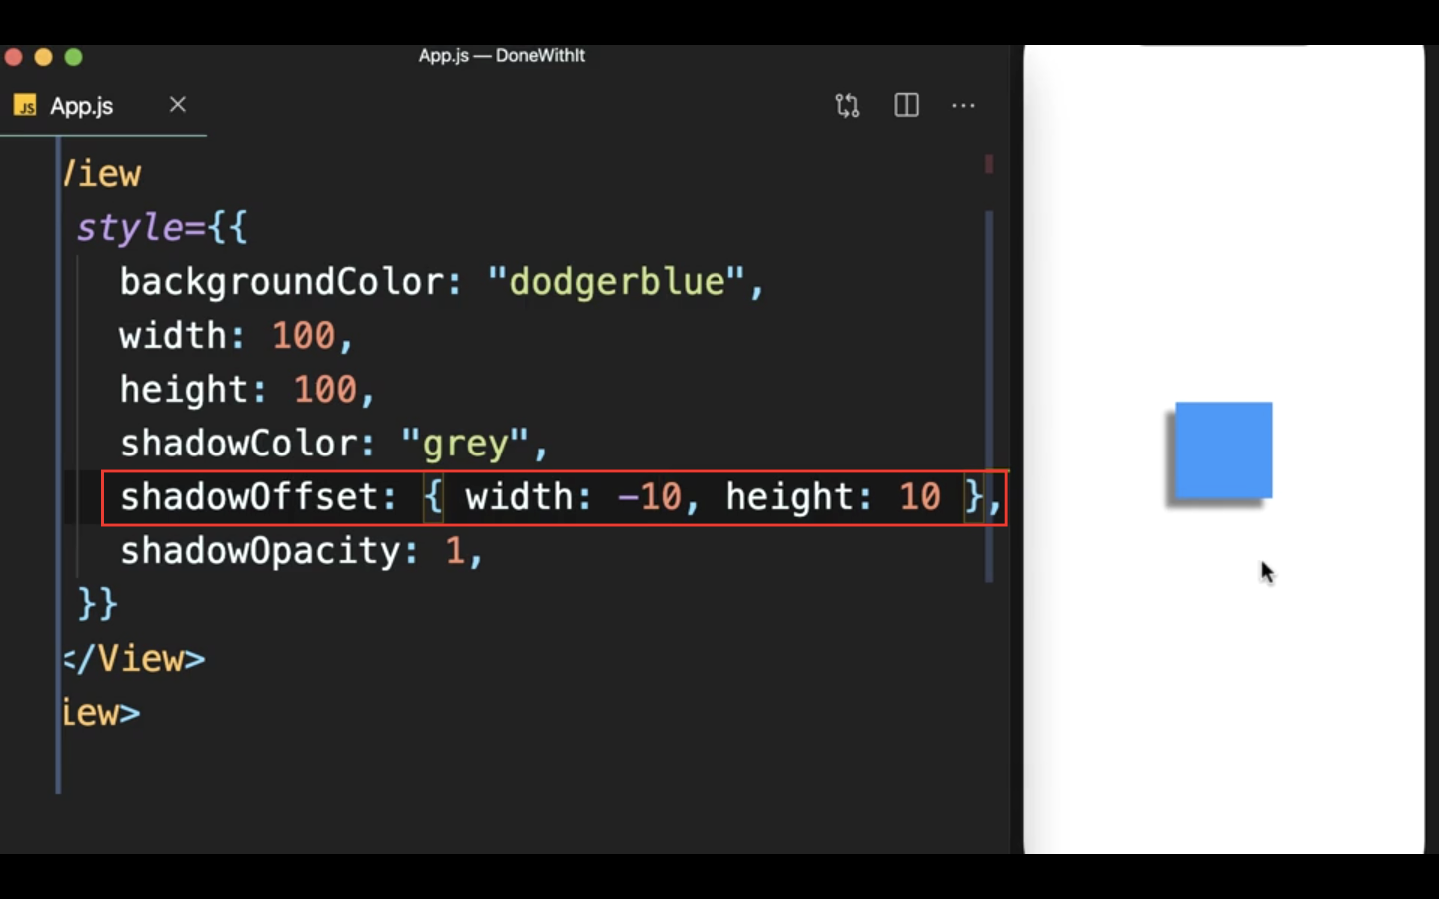 App.js — DoneWithIt
JS App.js
View
style={{
backgroundColor: "dodgerblue",
width: 100,
height: 100,
shadowColor: "grey",
shadowOffset: { width: -10, height: 10 },
shadowOpacity: 1,
}}
</View>
iew>